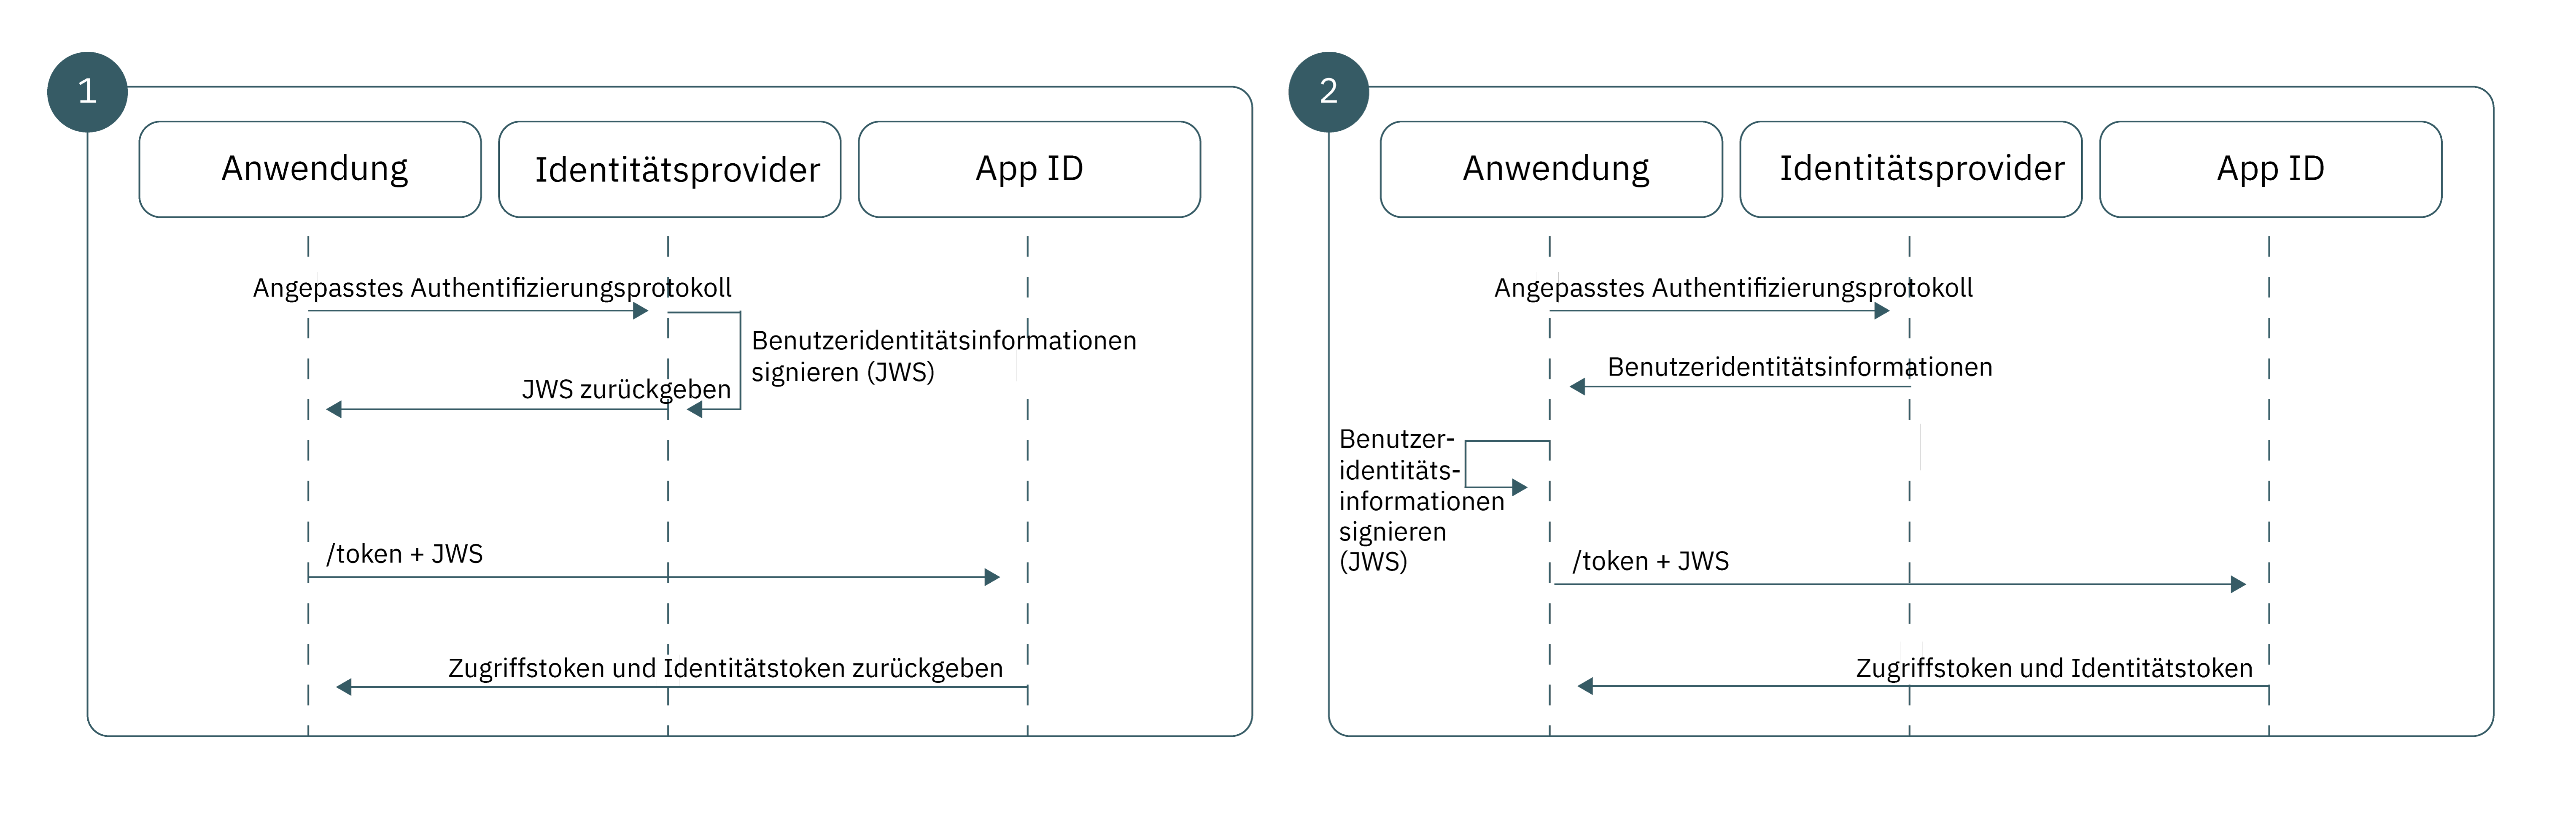 1
Anwendung
Identitätsprovider
App ID
Angepasstes Authentifizierungsprotokoll
Benutzeridentitätsinformationen
signieren (JWS)
JWS zurückgeben
/token + JWS
Zugriffstoken und Identitätstoken zurückgeben
2
Anwendung
Identitätsprovider
App ID
Angepasstes Authentifizierungsprotokoll
Benutzeridentitätsinformationen
Benutzer-
identitäts-
informationen
signieren
(JWS)
/token + JWS
Zugriffstoken und Identitätstoken